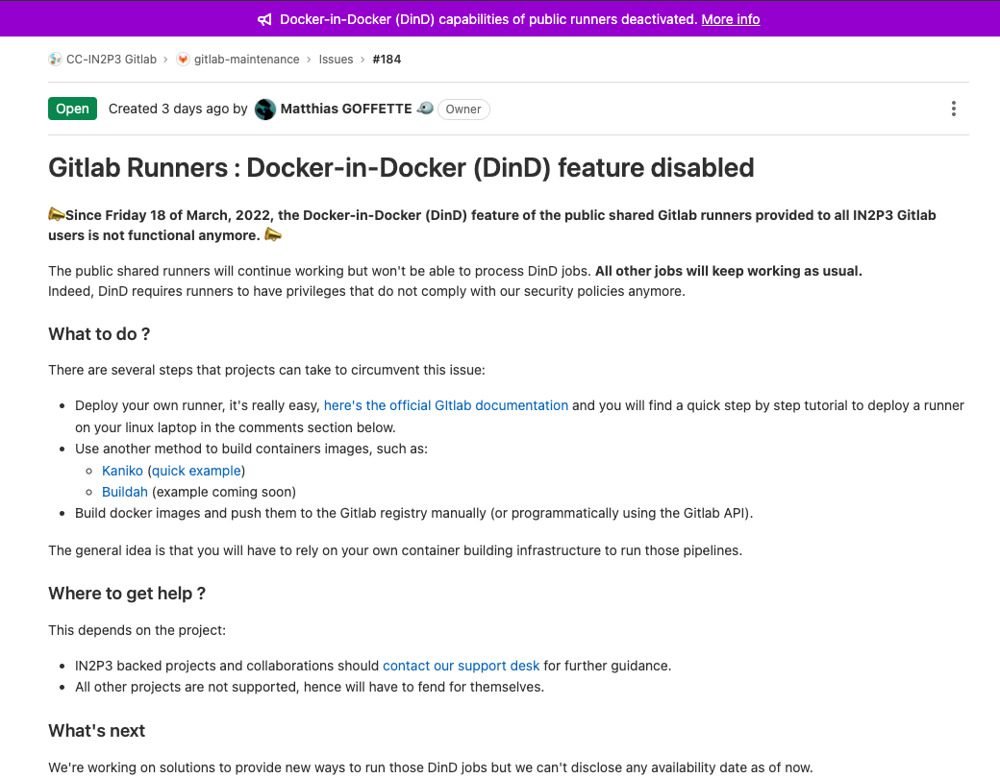 Docker-in-Docker (DinD) capabilities of public runners deactivated. More info
CC-IN2P3 Gitlab › gitlab-maintenance › Issues › #184
Open Created 3 days ago by Matthias GOFFETTE Owner
Gitlab Runners : Docker-in-Docker (DinD) feature disabled
Since Friday 18 of March, 2022, the Docker-in-Docker (DinD) feature of the public shared Gitlab runners provided to all IN2P3 Gitlab
users is not functional anymore.
The public shared runners will continue working but won't be able to process DinD jobs. All other jobs will keep working as usual.
Indeed, DinD requires runners to have privileges that do not comply with our security policies anymore.
What to do ?
There are several steps that projects can take to circumvent this issue:
• Deploy your own runner, it's really easy, here's the official GItlab documentation and you will find a quick step by step tutorial to deploy a runner
on your linux laptop in the comments section below.
• Use another method to build containers images, such as:
◦ Kaniko (quick example)
◦ Buildah (example coming soon)
• Build docker images and push them to the Gitlab registry manually (or programmatically using the Gitlab API).
The general idea is that you will have to rely on your own container building infrastructure to run those pipelines.
Where to get help ?
This depends on the project:
• IN2P3 backed projects and collaborations should contact our support desk for further guidance.
• All other projects are not supported, hence will have to fend for themselves.
What's next
We're working on solutions to provide new ways to run those DinD jobs but we can't disclose any availability date as of now.